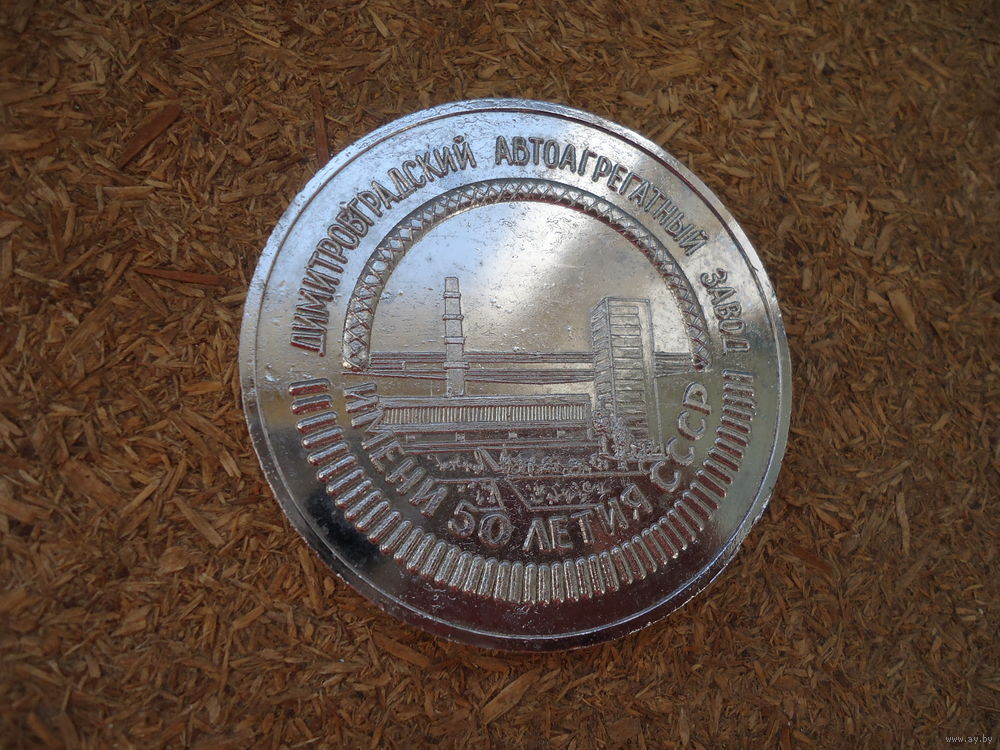 ДИМИТРОВГРАДСКИЙ АВТОАГРЕГАТНЫЙ ЗАВОД
ИМЕНИ 50 ЛЕТИЯ СССР
www.ay.by